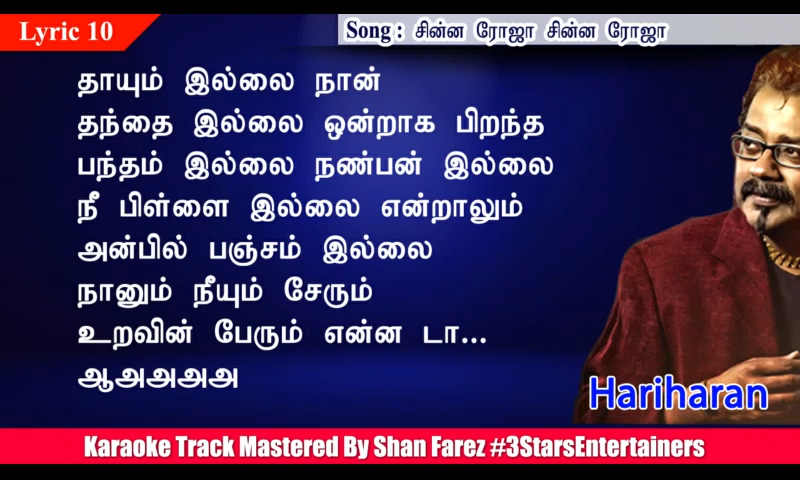 Lyric 10
Song : சின்ன ரோஜா சின்ன ரோஜா
தாயும் இல்லை நான்
தந்தை இல்லை ஒன்றாக பிறந்த
பந்தம் இல்லை நண்பன் இல்லை
நீ பிள்ளை இல்லை என்றாலும்
அன்பில் பஞ்சம் இல்லை
நானும் நீயும் சேரும்
உறவின் பேரும் என்ன டா...
ஆஅஅஅஅ
Hariharan
Karaoke Track Mastered By Shan Farez #3StarsEntertainers